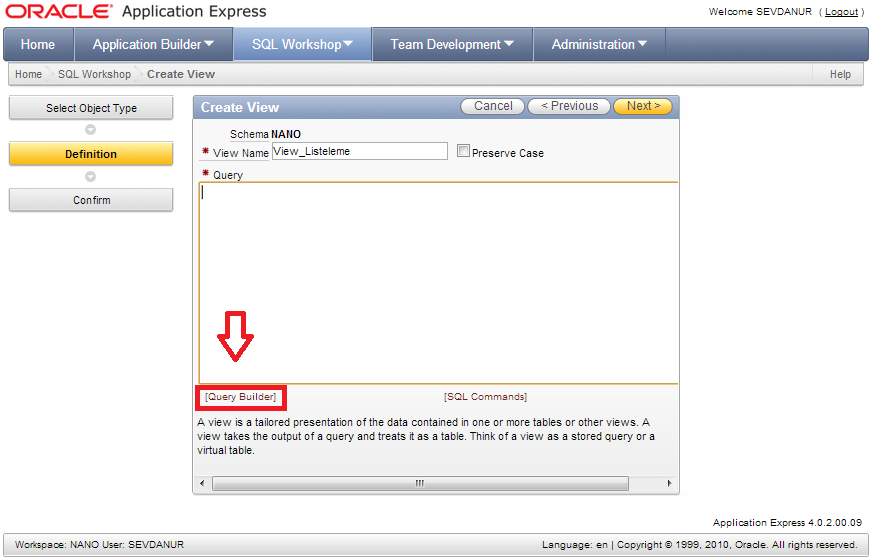 ORACLE® Application Express
Welcome SEVDANUR ( Logout )
Home Application Builder SQL Workshop Team Development Administration
Home SQL Workshop Create View Help
Select Object Type
Definition
Confirm
Create View
Cancel < Previous Next >
Schema NANO
* View Name View_Listeleme Preserve Case
* Query
[Query Builder] [SQL Commands]
A view is a tailored presentation of the data contained in one or more tables or other views. A
view takes the output of a query and treats it as a table. Think of a view as a stored query or a
virtual table.
Application Express 4.0.2.00.09
Workspace: NANO User: SEVDANUR
Language: en | Copyright © 1999, 2010, Oracle. All rights reserved.